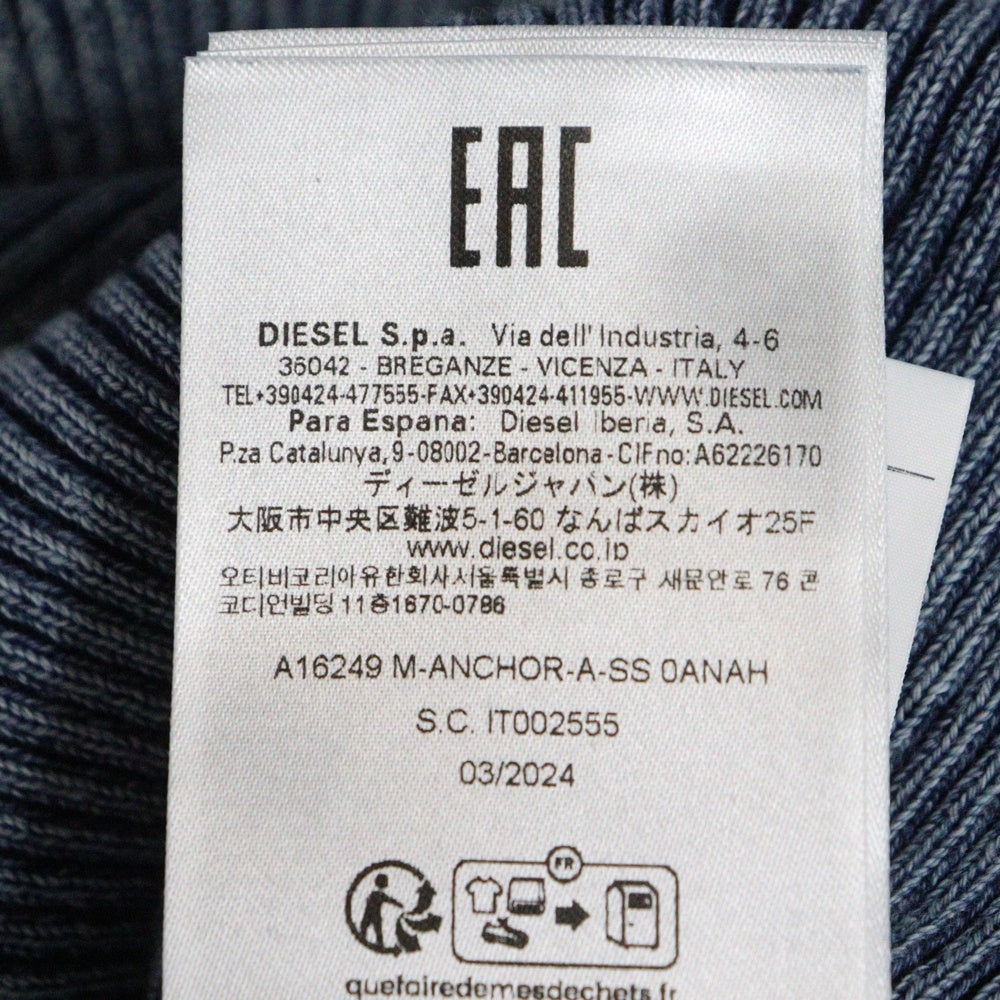 EAC
DIESEL S.p.a. Via dell' Industria, 4-6
36042 - BREGANZE - VICENZA - ITALY
TEL+390424-477555-FAX+390424-411955-WWW.DIESEL.COM
Para Espana: Diesel Iberia, S.A.
P.za Catalunya,9-08002-Barcelona-CIFno:A62226170
ディーゼルジャパン(株)
大阪市中央区難波5-1-60 なんばスカイオ25F
www.diesel.co.jp
오티비코리아유한회사서울특별시 종로구 새문안로 76 콘
코디언빌딩 11층1670-0786
A16249 M-ANCHOR-A-SS 0ANAH
S.C. IT002555
03/2024
FR
quefairedemesdechets.fr